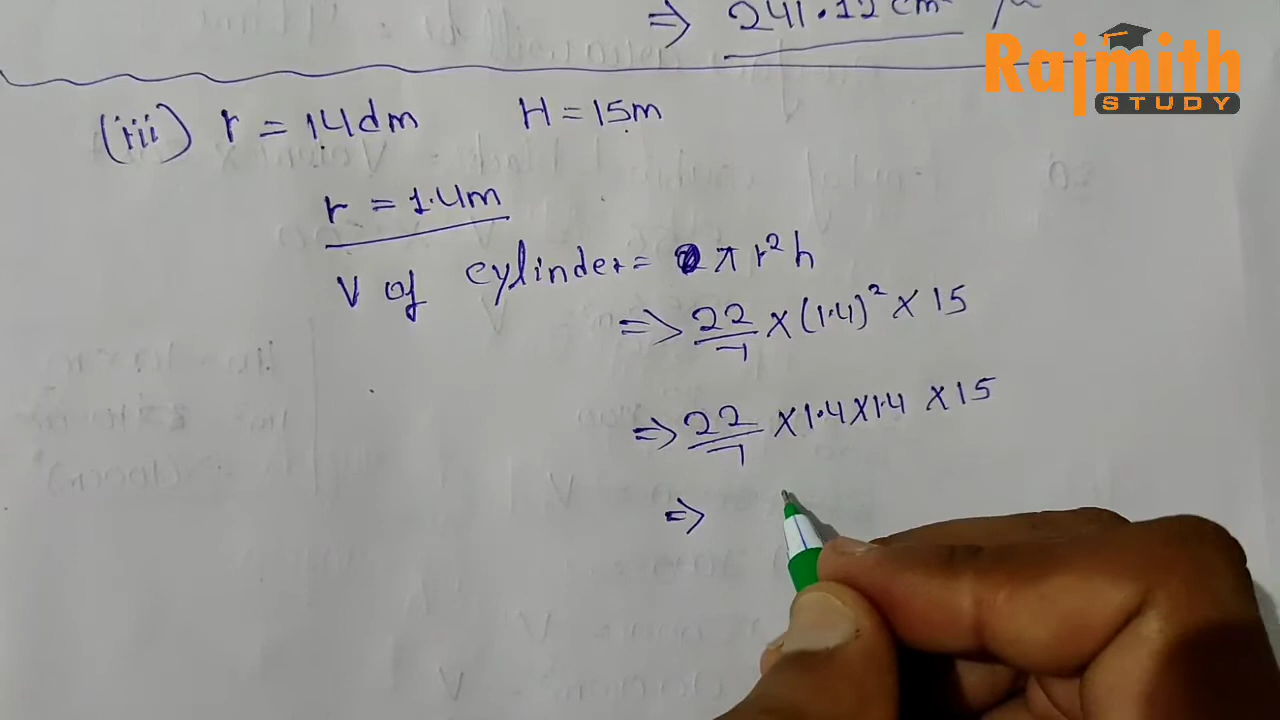 ⇒ 241.12 cm
Rajmith
STUDY
(iii) r = 14dm H = 15m
r = 1.4m
V of cylinder = πr²h
⇒ 22/7 × (1.4)² × 15
⇒ 22/7 × 1.4 × 1.4 × 15
⇒